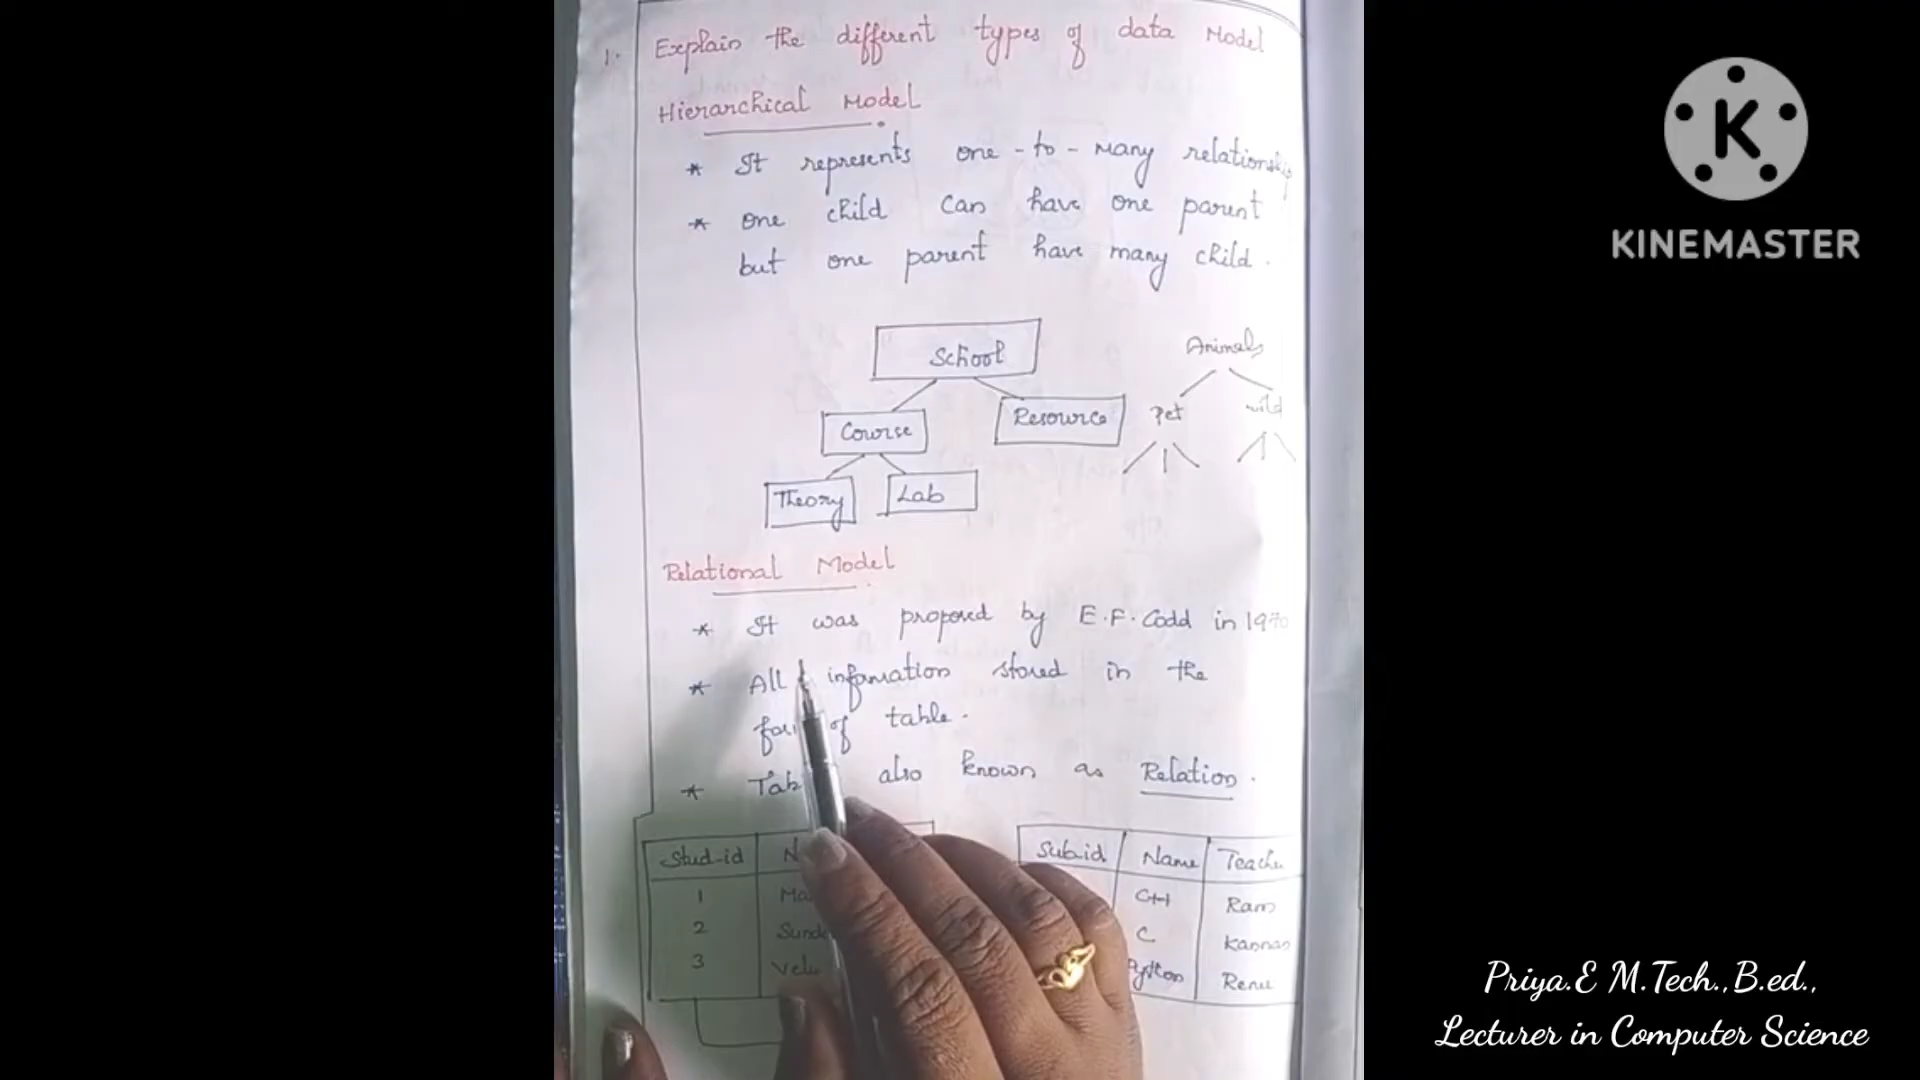 1. Explain the different types of data Model
Hierarchical Model
* It represents one-to-many relationship
* one child can have one parent
but one parent have many child.
School
Animals
Course
Resource
Pet
wild
Theory
Lab
Relational Model
* It was proposed by E.F. Codd in 1970
* All information stored in the
of table.
* also known as Relation.
Stud-id
Sub-id Name
1 C++ Ram
2 C Kannan
3 Python Renu
K
KINEMASTER
Priya.E M.Tech.,B.ed.,
Lecturer in Computer Science